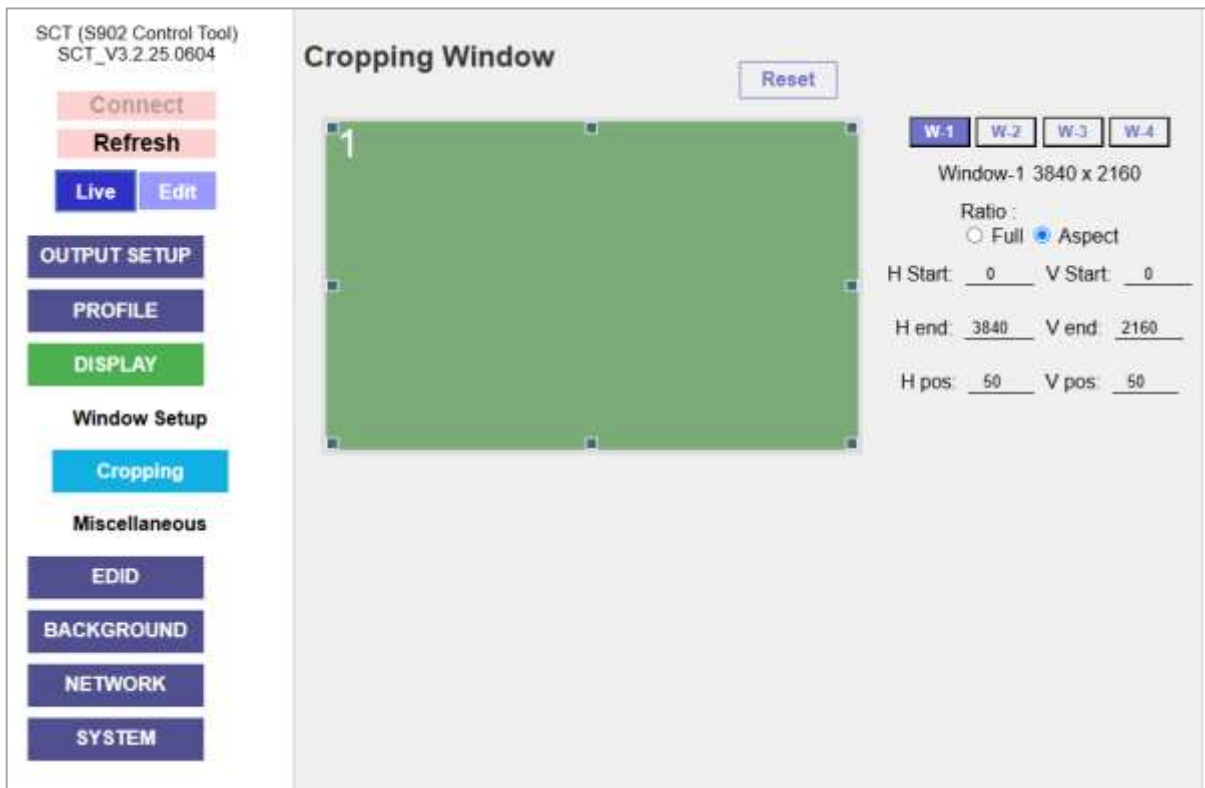 SCT (S902 Control Tool)
SCT_V3.2.25.0604
Connect
Refresh
Live Edit
OUTPUT SETUP
PROFILE
DISPLAY
Window Setup
Cropping
Miscellaneous
EDID
BACKGROUND
NETWORK
SYSTEM
Cropping Window
Reset
1
W-1 W-2 W-3 W-4
Window-1 3840 x 2160
Ratio :
Full Aspect
H Start: 0 V Start: 0
H end: 3840 V end: 2160
H pos: 50 V pos: 50